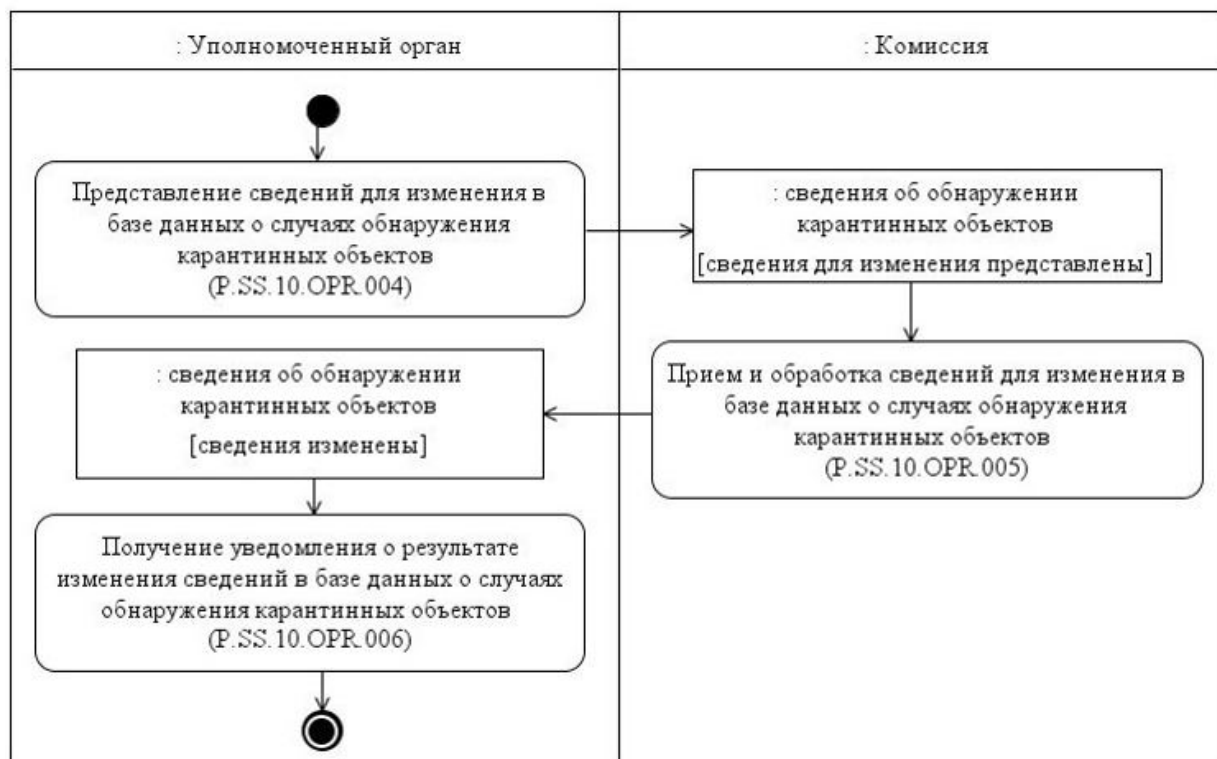 : Уполномоченный орган
: Комиссия
Представление сведений для изменения в
базе данных о случаях обнаружения
карантинных объектов
(P.SS.10.OPR.004)
: сведения об обнаружении
карантинных объектов
[сведения для изменения представлены]
Прием и обработка сведений для изменения в
базе данных о случаях обнаружения
карантинных объектов
(P.SS.10.OPR.005)
: сведения об обнаружении
карантинных объектов
[сведения изменены]
Получение уведомления о результате
изменения сведений в базе данных о случаях
обнаружения карантинных объектов
(P.SS.10.OPR.006)